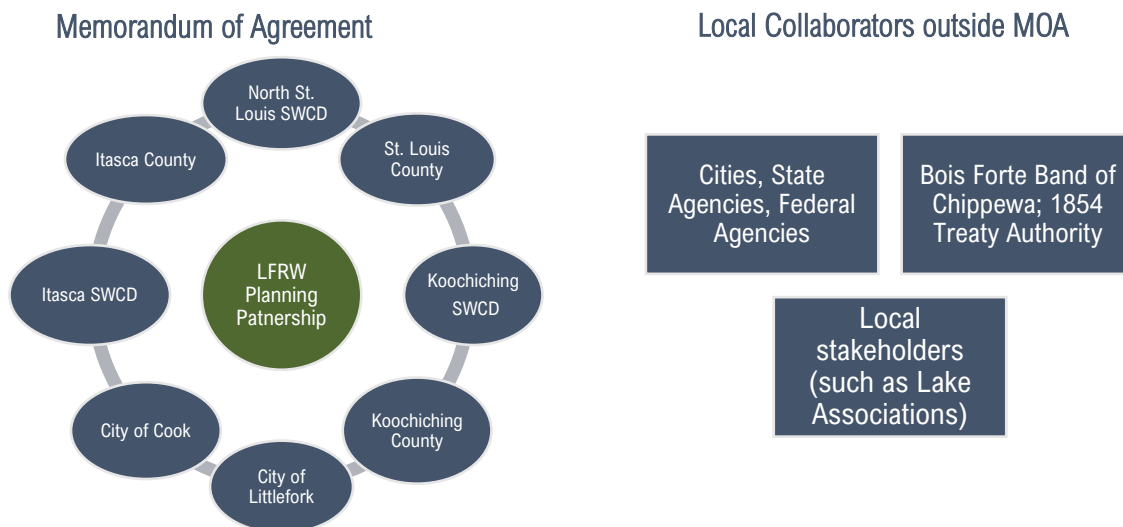 Memorandum of Agreement
North St.
Louis SWCD
St. Louis
County
Koochiching
SWCD
Koochiching
County
City of
Littlefork
City of Cook
Itasca SWCD
Itasca County
LFRW
Planning
Patnership
Local Collaborators outside MOA
Cities, State
Agencies, Federal
Agencies
Bois Forte Band of
Chippewa; 1854
Treaty Authority
Local
stakeholders
(such as Lake
Associations)